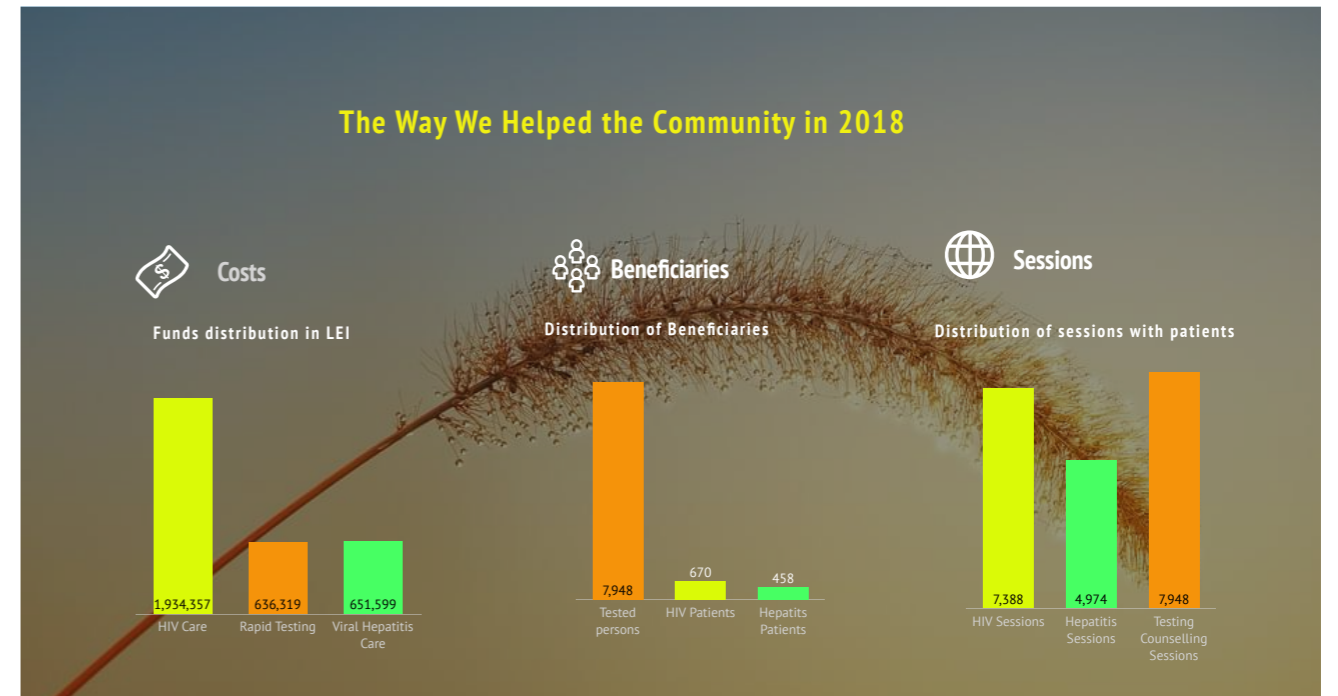 The Way We Helped the Community in 2018
$
Costs
Funds distribution in LEI
1,934,357
636,319
651,599
HIV Care
Rapid Testing
Viral Hepatitis
Care
Beneficiaries
Distribution of Beneficiaries
7,948
670
458
Tested
persons
HIV Patients
Hepatits
Patients
Sessions
Distribution of sessions with patients
7,388
4,974
7,948
HIV Sessions
Hepatitis
Sessions
Testing
Counselling
Sessions